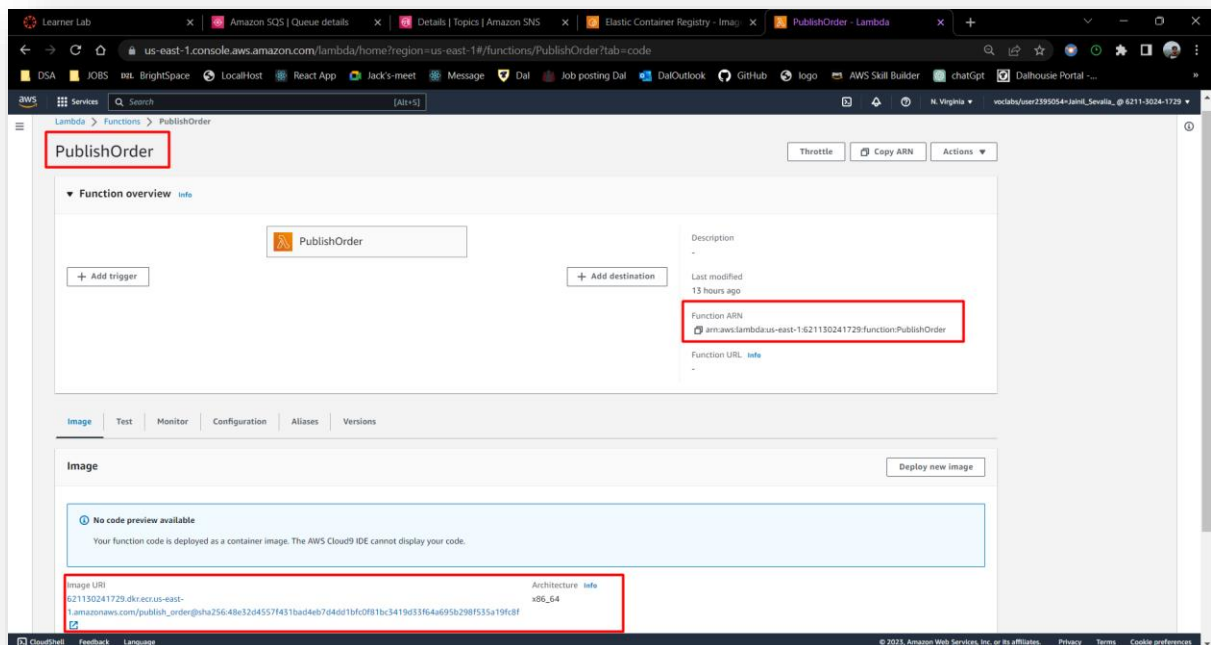 Learner Lab
Amazon SQS | Queue details
Details | Topics | Amazon SNS
Elastic Container Registry - Imag
PublishOrder - Lambda
us-east-1.console.aws.amazon.com/lambda/home?region=us-east-1#/functions/PublishOrder?tab=code
DSA JOBS BrightSpace LocalHost React App Jack's-meet Message Dal Job posting Dal DalOutlook GitHub logo AWS Skill Builder chatGpt Dalhousie Portal -... »
aws Services Search [Alt+S] N. Virginia voclabs/user2395054=Jainil_Sevalia_ @ 6211-3024-1729
Lambda > Functions > PublishOrder
PublishOrder
Throttle Copy ARN Actions
Function overview Info
PublishOrder
+ Add trigger
+ Add destination
Description
-
Last modified
13 hours ago
Function ARN
arn:aws:lambda:us-east-1:621130241729:function:PublishOrder
Function URL Info
-
Image Test Monitor Configuration Aliases Versions
Image
Deploy new image
No code preview available
Your function code is deployed as a container image. The AWS Cloud9 IDE cannot display your code.
Image URI
621130241729.dkr.ecr.us-east-
1.amazonaws.com/publish_order@sha256:48e32d4557f431bad4eb7d4dd1bfc0f81bc3419d33f64a695b298f535a19fc8f
Architecture Info
x86_64
CloudShell Feedback Language © 2023, Amazon Web Services, Inc. or its affiliates. Privacy Terms Cookie preferences